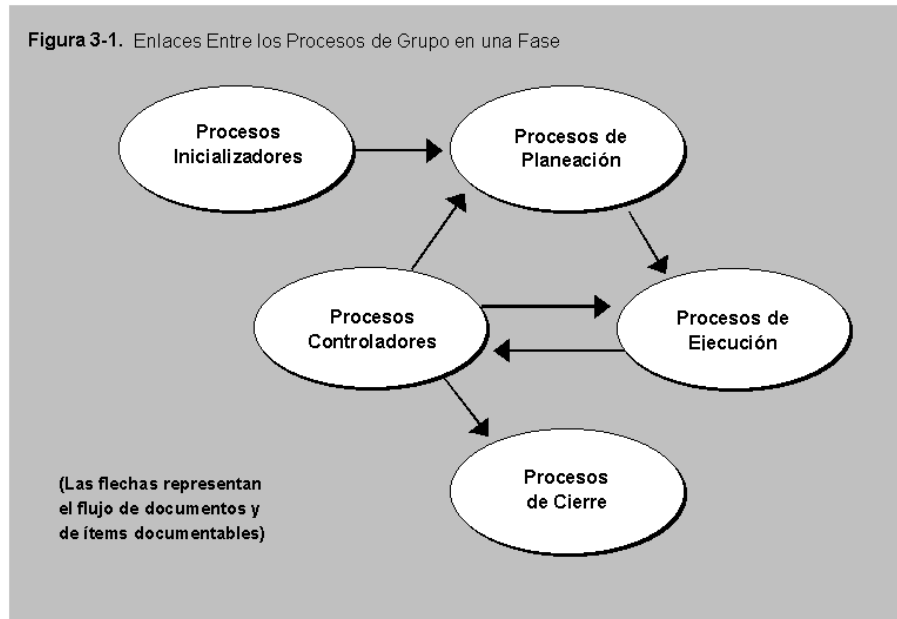 Figura 3-1. Enlaces Entre los Procesos de Grupo en una Fase
Procesos
Inicializadores
Procesos de
Planeación
Procesos
Controladores
Procesos de
Ejecución
Procesos
de Cierre
(Las flechas representan
el flujo de documentos y
de ítems documentables)